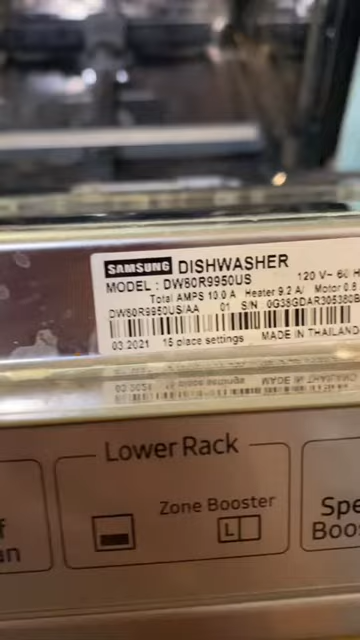 SAMSUNG DISHWASHER
MODEL : DW80R9950US 120 V~ 60 H
Total AMPS 10.0 A Heater 9.2 A/ Motor 0.8
DW80R9950US/AA 01 S/N 0G38GDAR305380B
03.2021 15 place settings MADE IN THAILAND
Lower Rack
Zone Booster
L
Spe
Boos